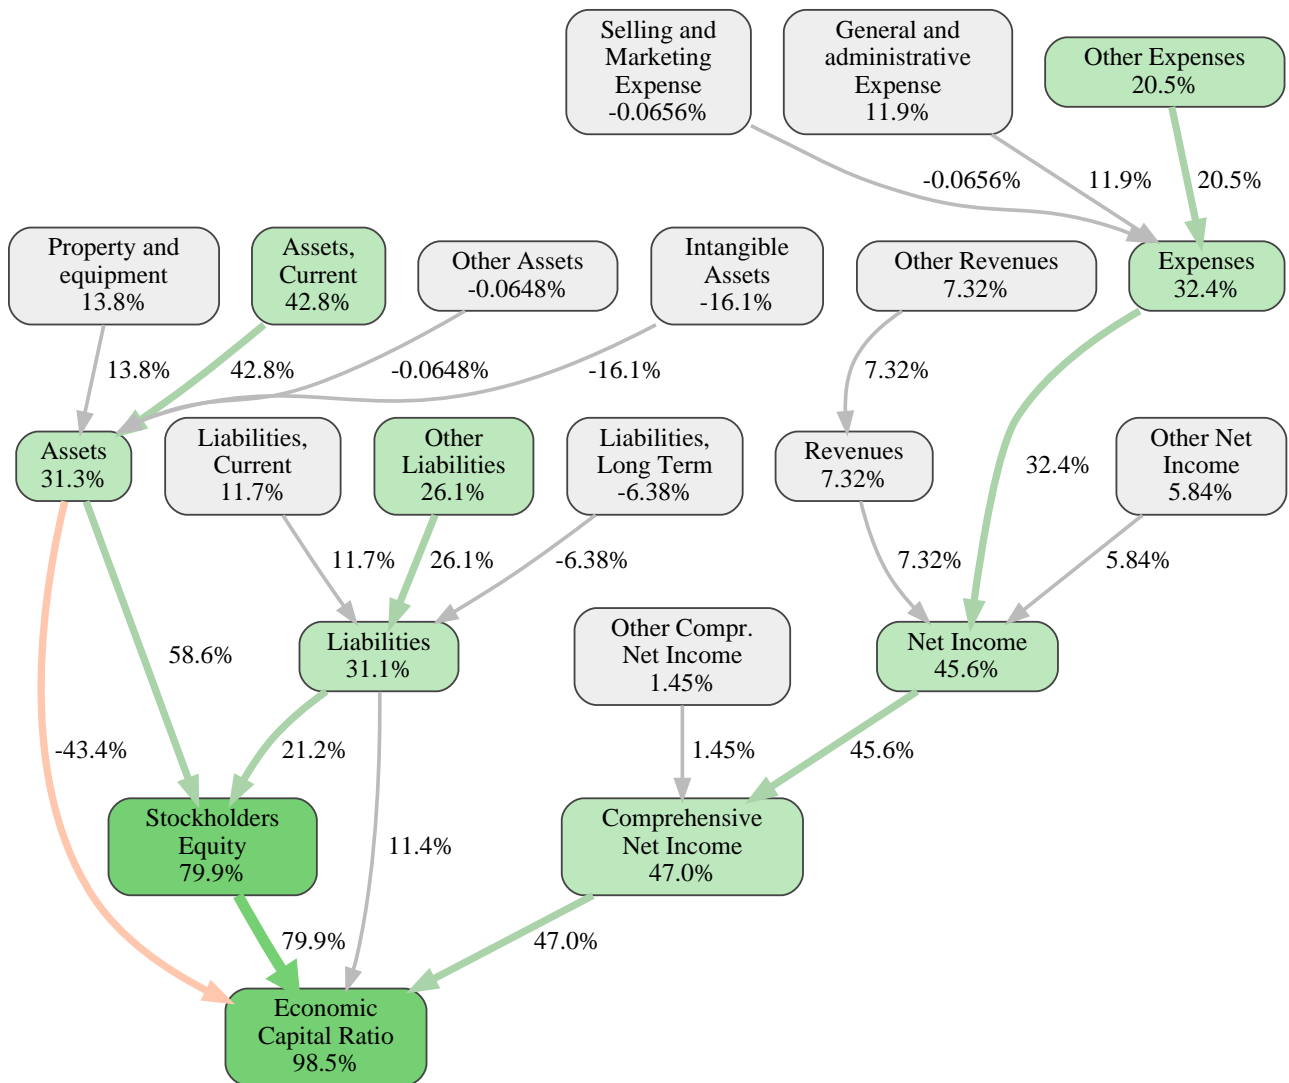 Selling and
Marketing
Expense
-0.0656%
General and
administrative
Expense
11.9%
Other Expenses
20.5%
-0.0656%
11.9%
20.5%
Property and
equipment
13.8%
Assets,
Current
42.8%
Other Assets
-0.0648%
Intangible
Assets
-16.1%
Other Revenues
7.32%
Expenses
32.4%
13.8%
42.8%
-0.0648%
-16.1%
7.32%
Assets
31.3%
Liabilities,
Current
11.7%
Other
Liabilities
26.1%
Liabilities,
Long Term
-6.38%
Revenues
7.32%
32.4%
Other Net
Income
5.84%
11.7%
26.1%
-6.38%
7.32%
5.84%
58.6%
Liabilities
31.1%
Other Compr.
Net Income
1.45%
Net Income
45.6%
-43.4%
21.2%
1.45%
45.6%
Stockholders
Equity
79.9%
11.4%
Comprehensive
Net Income
47.0%
79.9%
47.0%
Economic
Capital Ratio
98.5%